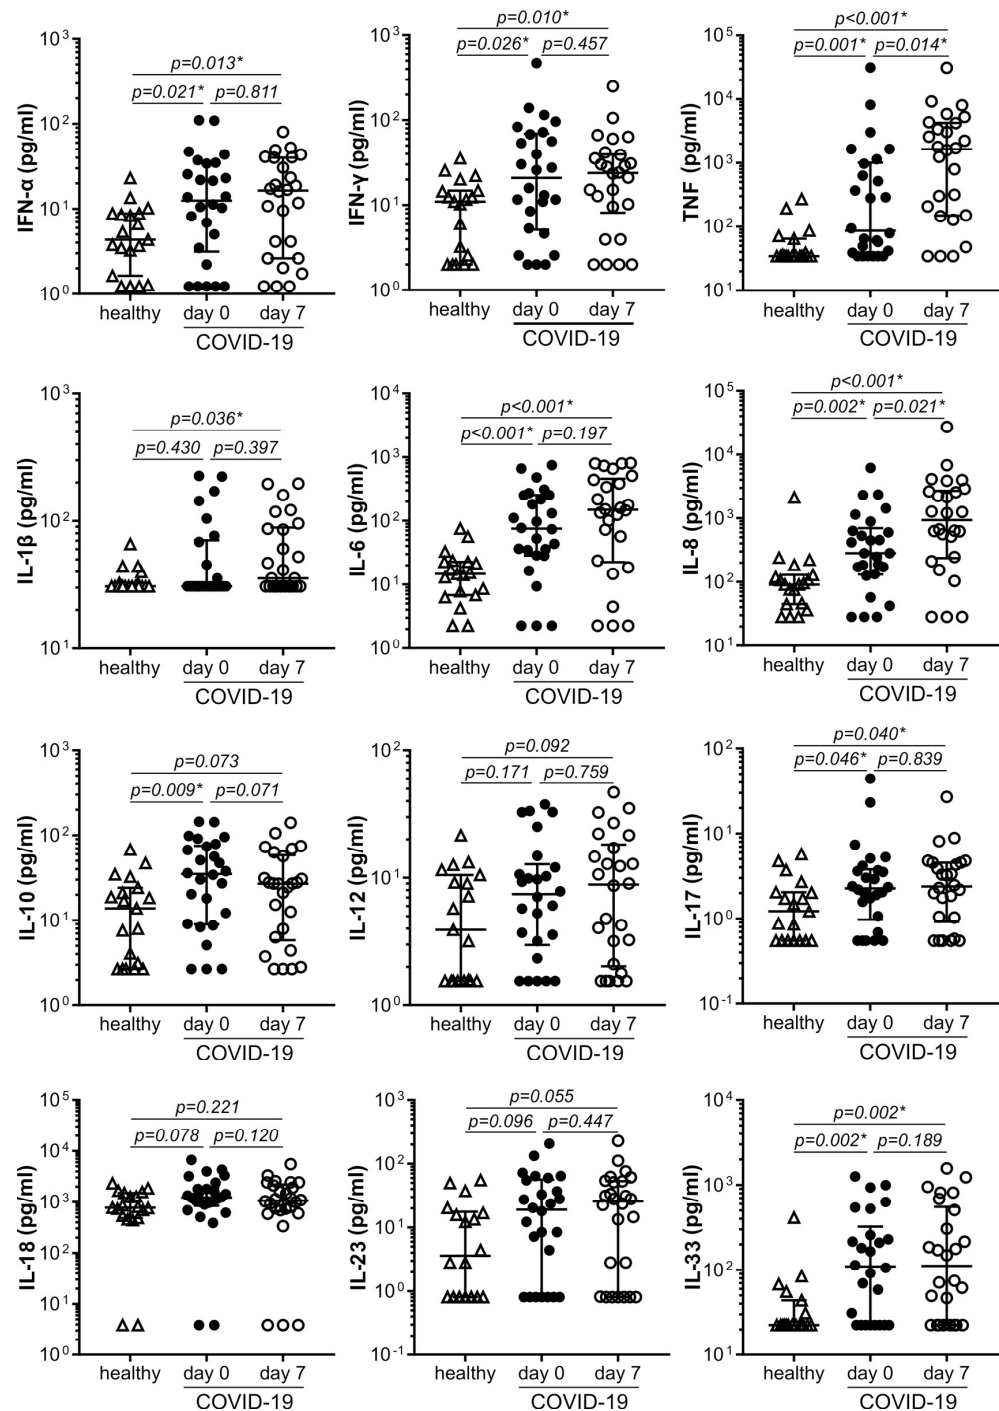 IFN-α (pg/ml)
10³
10²
10¹
10⁰
p=0.013*
p=0.021*
p=0.811
healthy
day 0
day 7
COVID-19
IFN-γ (pg/ml)
10³
10²
10¹
10⁰
p=0.010*
p=0.026*
p=0.457
healthy
day 0
day 7
COVID-19
TNF (pg/ml)
10⁵
10⁴
10³
10²
10¹
p<0.001*
p=0.001*
p=0.014*
healthy
day 0
day 7
COVID-19
IL-1β (pg/ml)
10³
10²
10¹
p=0.036*
p=0.430
p=0.397
healthy
day 0
day 7
COVID-19
IL-6 (pg/ml)
10⁴
10³
10²
10¹
10⁰
p<0.001*
p<0.001*
p=0.197
healthy
day 0
day 7
COVID-19
IL-8 (pg/ml)
10⁵
10⁴
10³
10²
10¹
p<0.001*
p=0.002*
p=0.021*
healthy
day 0
day 7
COVID-19
IL-10 (pg/ml)
10³
10²
10¹
10⁰
p=0.073
p=0.009*
p=0.071
healthy
day 0
day 7
COVID-19
IL-12 (pg/ml)
10²
10¹
10⁰
p=0.092
p=0.171
p=0.759
healthy
day 0
day 7
COVID-19
IL-17 (pg/ml)
10²
10¹
10⁰
10⁻¹
p=0.040*
p=0.046*
p=0.839
healthy
day 0
day 7
COVID-19
IL-18 (pg/ml)
10⁵
10⁴
10³
10²
10¹
10⁰
p=0.221
p=0.078
p=0.120
healthy
day 0
day 7
COVID-19
IL-23 (pg/ml)
10³
10²
10¹
10⁰
10⁻¹
p=0.055
p=0.096
p=0.447
healthy
day 0
day 7
COVID-19
IL-33 (pg/ml)
10⁴
10³
10²
10¹
p=0.002*
p=0.002*
p=0.189
healthy
day 0
day 7
COVID-19